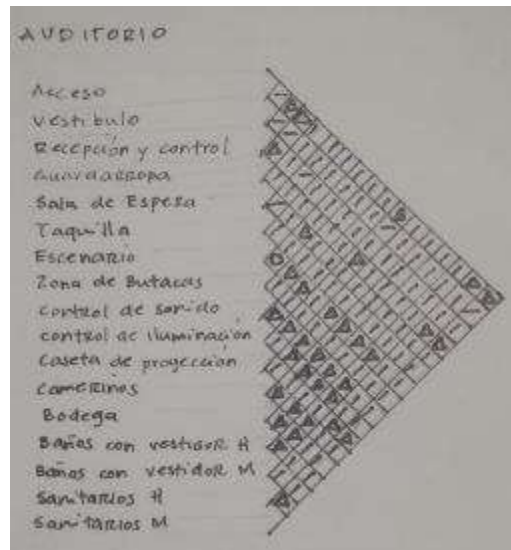 AUDITORIO
Acceso
Vestibulo
Recepción y control
Guardarropa
Sala de Espera
Taquilla
Escenario
Zona de Butacas
Control de sonido
control de iluminación
Caseta de proyección
Camerinos
Bodega
Baños con vestidor H
Baños con vestidor M
Sanitarios H
Sanitarios M